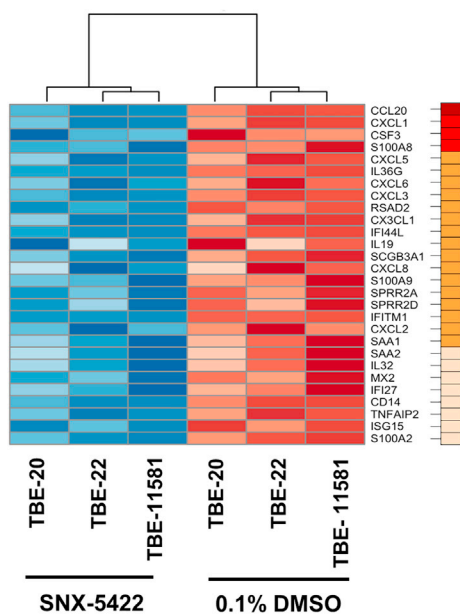 CCL20
CXCL1
CSF3
S100A8
CXCL5
IL36G
CXCL6
CXCL3
RSAD2
CX3CL1
IFI44L
IL19
SCGB3A1
CXCL8
S100A9
SPRR2A
SPRR2D
IFITM1
CXCL2
SAA1
SAA2
IL32
MX2
IFI27
CD14
TNFAIP2
ISG15
S100A2
TBE-20
TBE-22
TBE-11581
TBE-20
TBE-22
TBE- 11581
SNX-5422
0.1% DMSO